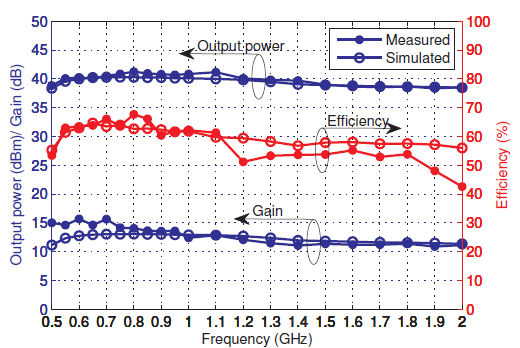 50
45
40
35
30
25
20
15
10
5
0
Output power (dBm)/ Gain (dB)
100
90
80
70
60
50
40
30
20
10
0
Efficiency (%)
Measured
Simulated
Output power
Efficiency
Gain
0.5 0.6 0.7 0.8 0.9 1 1.1 1.2 1.3 1.4 1.5 1.6 1.7 1.8 1.9 2
Frequency (GHz)